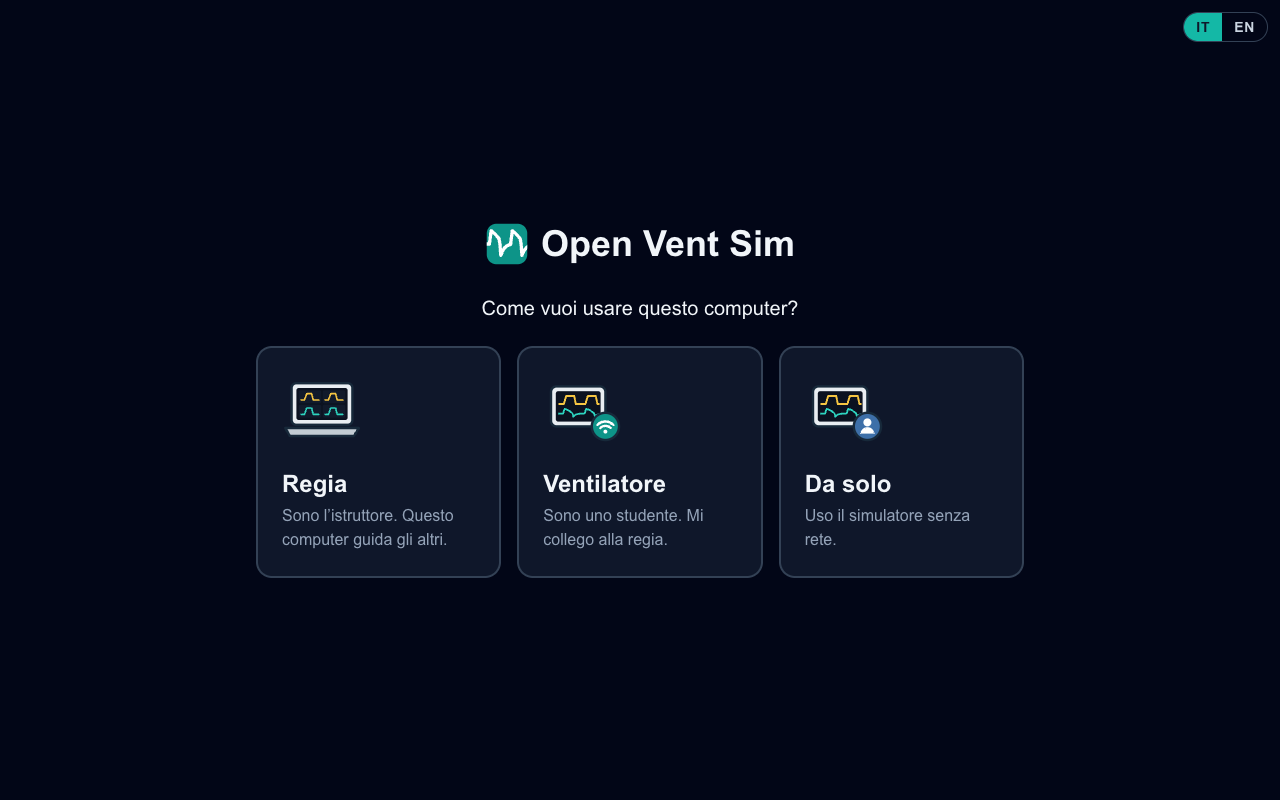 IT EN
Open Vent Sim
Come vuoi usare questo computer?
Regia
Sono l’istruttore. Questo
computer guida gli altri.
Ventilatore
Sono uno studente. Mi
collego alla regia.
Da solo
Uso il simulatore senza
rete.